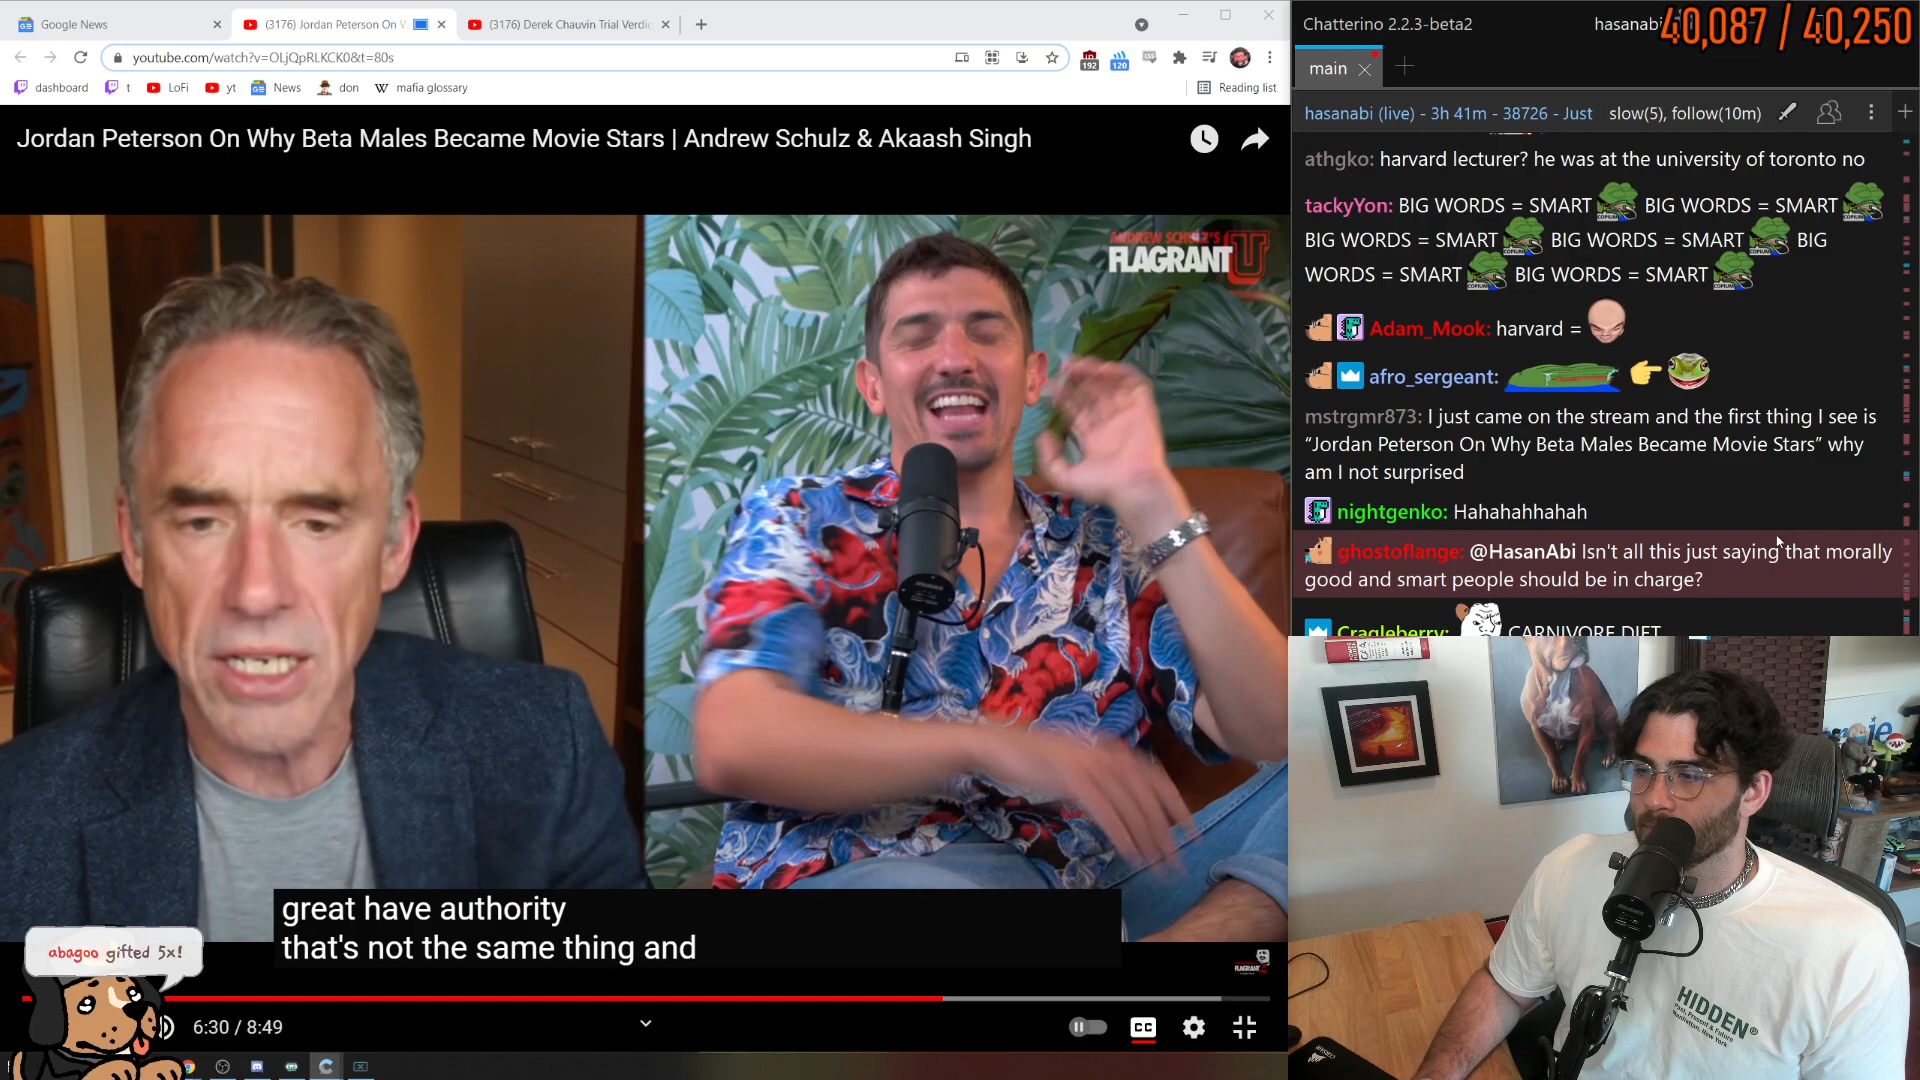 Google News
(3176) Jordan Peterson On V
(3176) Derek Chauvin Trial Verdic
youtube.com/watch?v=OLjQpRLKCK0&t=80s
192
120
dashboard
t
LoFi
yt
News
don
mafia glossary
Reading list
Jordan Peterson On Why Beta Males Became Movie Stars | Andrew Schulz & Akaash Singh
ANDREW SCHULZ'S
FLAGRANT
great have authority
that's not the same thing and
FLAGRANT
abagoo gifted 5x!
6:30 / 8:49
CC
Chatterino 2.2.3-beta2
hasanabi
40,087 / 40,250
main
hasanabi (live) - 3h 41m - 38726 - Just
slow(5), follow(10m)
athgko: harvard lecturer? he was at the university of toronto no
tackyYon: BIG WORDS = SMART BIG WORDS = SMART
BIG WORDS = SMART BIG WORDS = SMART BIG
WORDS = SMART BIG WORDS = SMART
Adam_Mook: harvard =
afro_sergeant:
mstrgmr873: I just came on the stream and the first thing I see is
“Jordan Peterson On Why Beta Males Became Movie Stars” why
am I not surprised
nightgenko: Hahahahhahah
ghostoflange: @HasanAbi Isn't all this just saying that morally
good and smart people should be in charge?
Cragleberry: CARNIVORE DIET
HIDDEN®